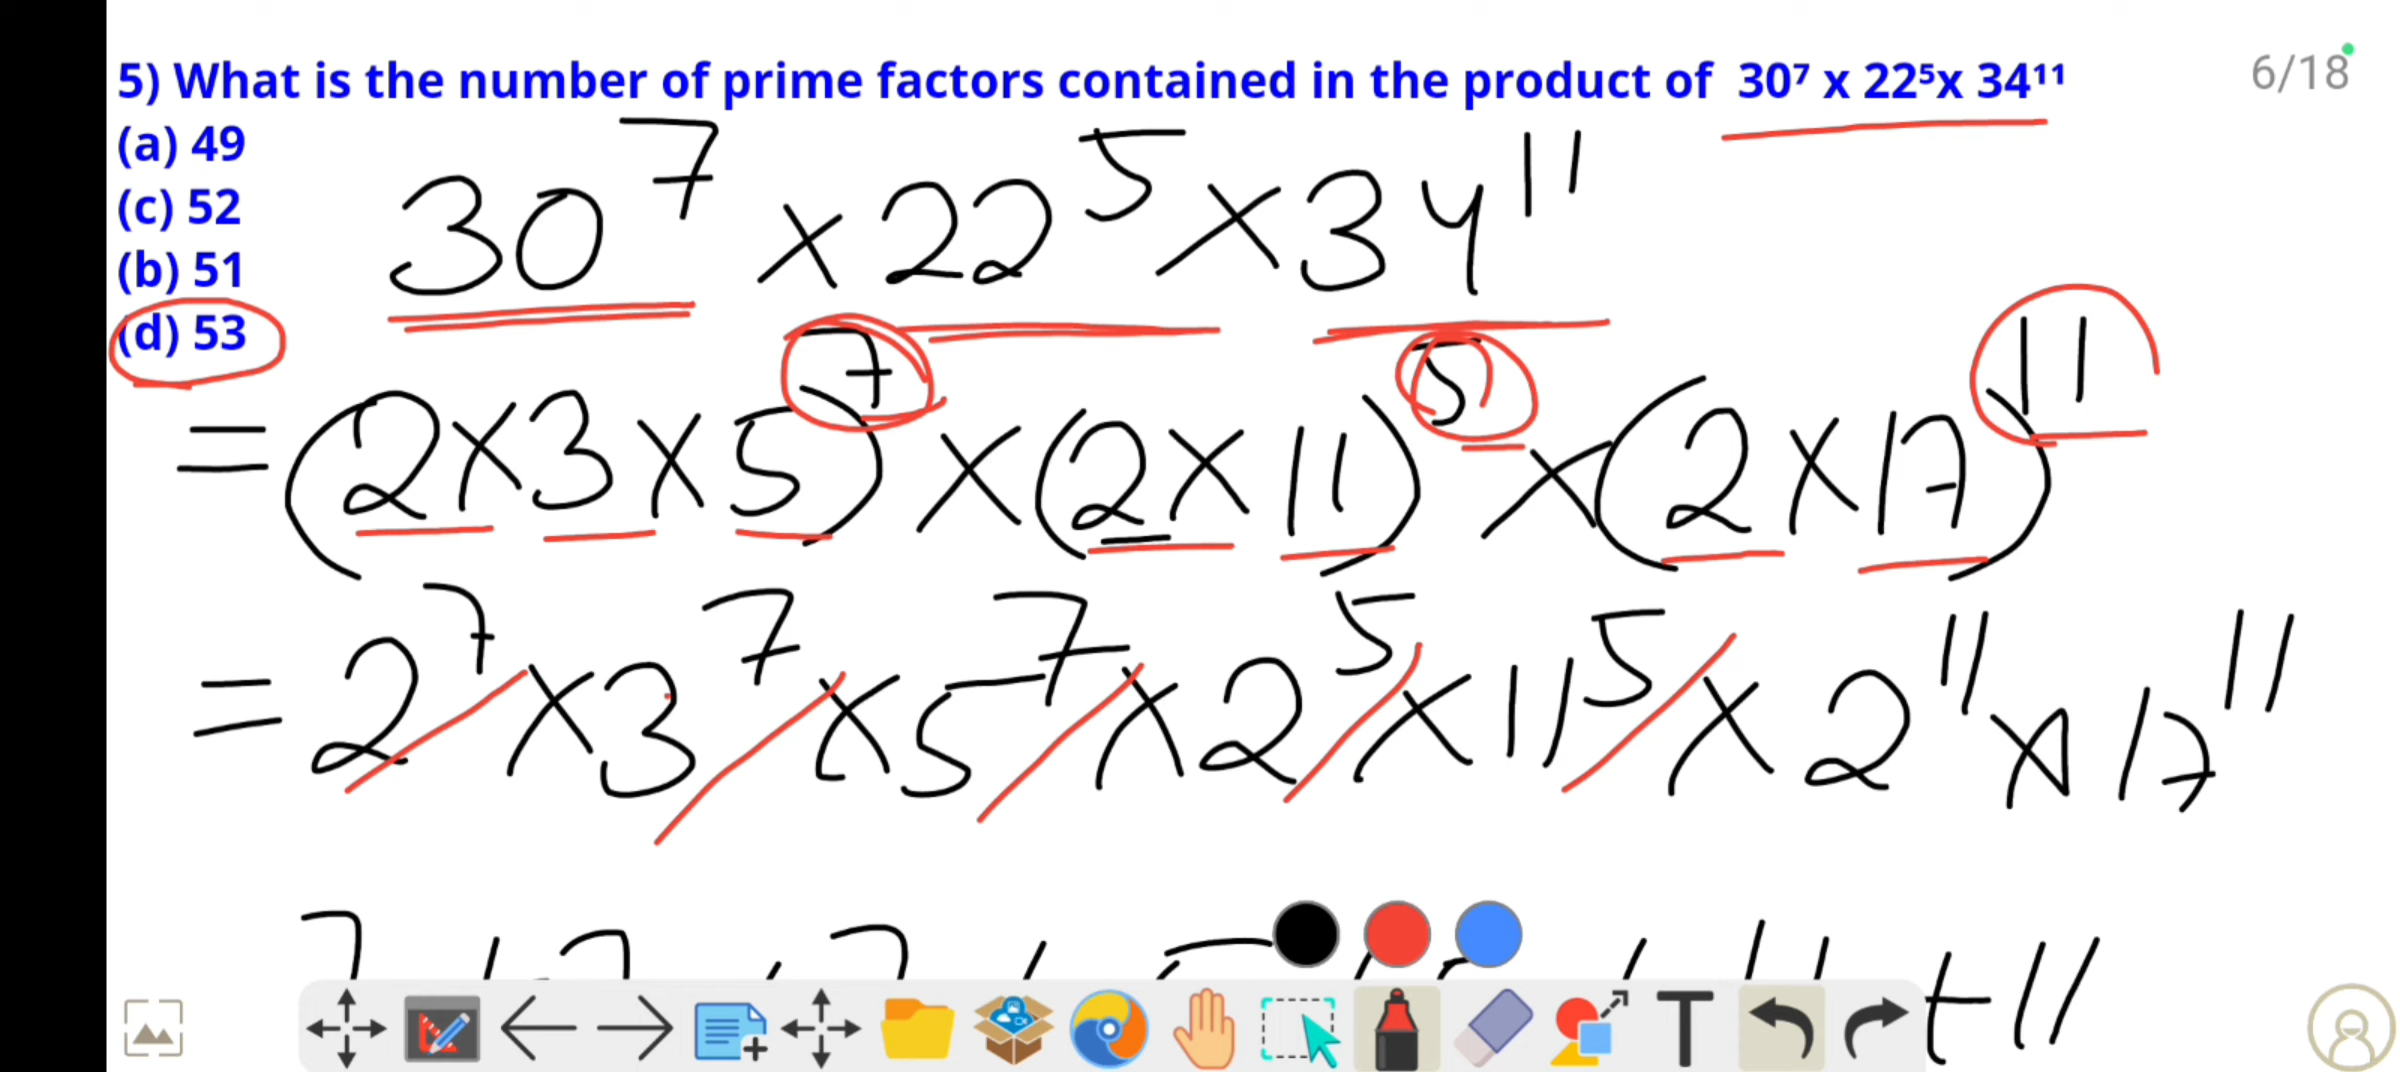 5) What is the number of prime factors contained in the product of 30⁷ x 22⁵x 34¹¹
6/18
(a) 49
(c) 52
(b) 51
(d) 53
30⁷ × 22⁵ × 34¹¹
= (2×3×5)⁷ × (2×11)⁵ × (2×17)¹¹
= 2⁷ × 3⁷ × 5⁷ × 2⁵ × 11⁵ × 2¹¹ × 17¹¹
+11
T